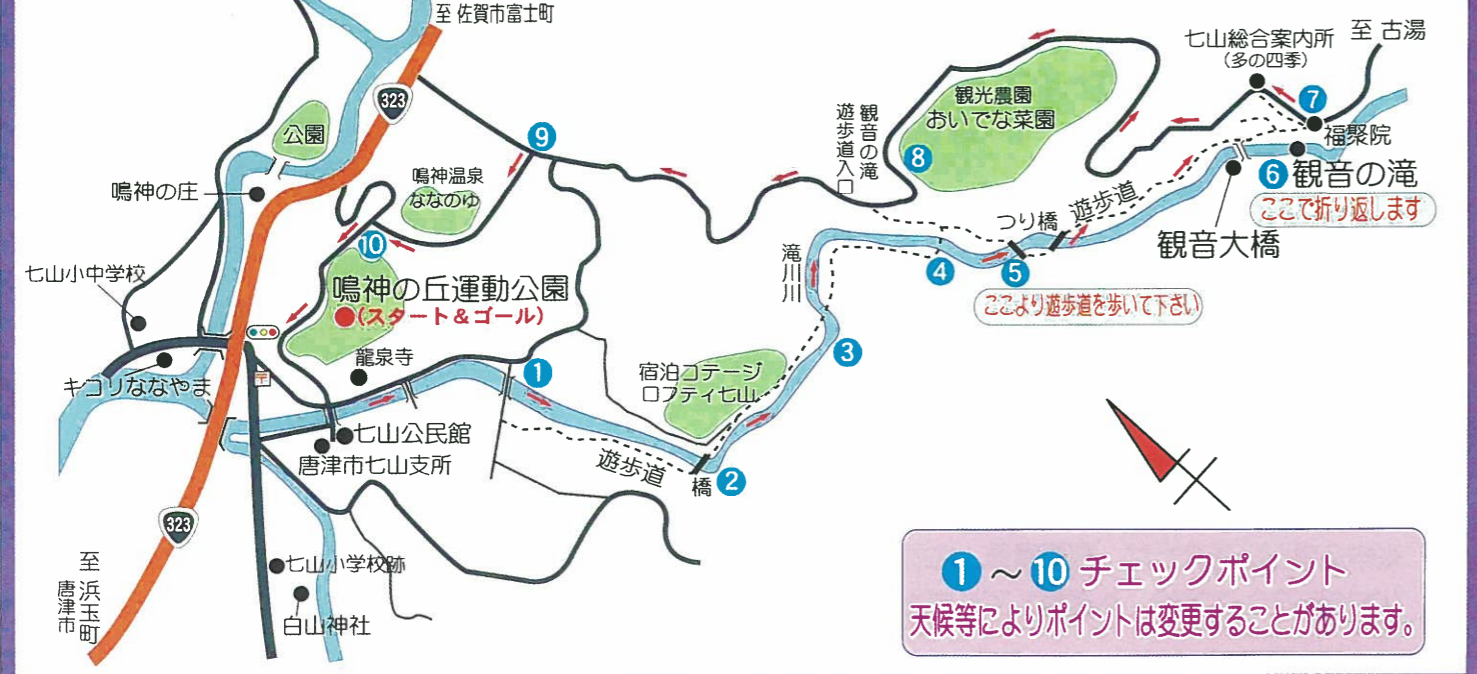 至 佐賀市富士町
323
公園
鳴神の庄
七山小中学校
キコリななやま
鳴神温泉
ななのゆ
9
10
鳴神の丘運動公園
(スタート&ゴール)
龍泉寺
〒
1
七山公民館
唐津市七山支所
遊歩道
橋
2
宿泊コテージ
ロフティ七山
3
滝川川
4
つり橋
5
ここより遊歩道を歩いて下さい
遊歩道
観音の滝
遊歩道入口
8
観光農園
おいでな菜園
七山総合案内所
(多の四季)
至 古湯
7
福聚院
6
観音の滝
ここで折り返します
観音大橋
323
至 浜玉町
唐津市
七山小学校跡
白山神社
1～10 チェックポイント
天候等によりポイントは変更することがあります。